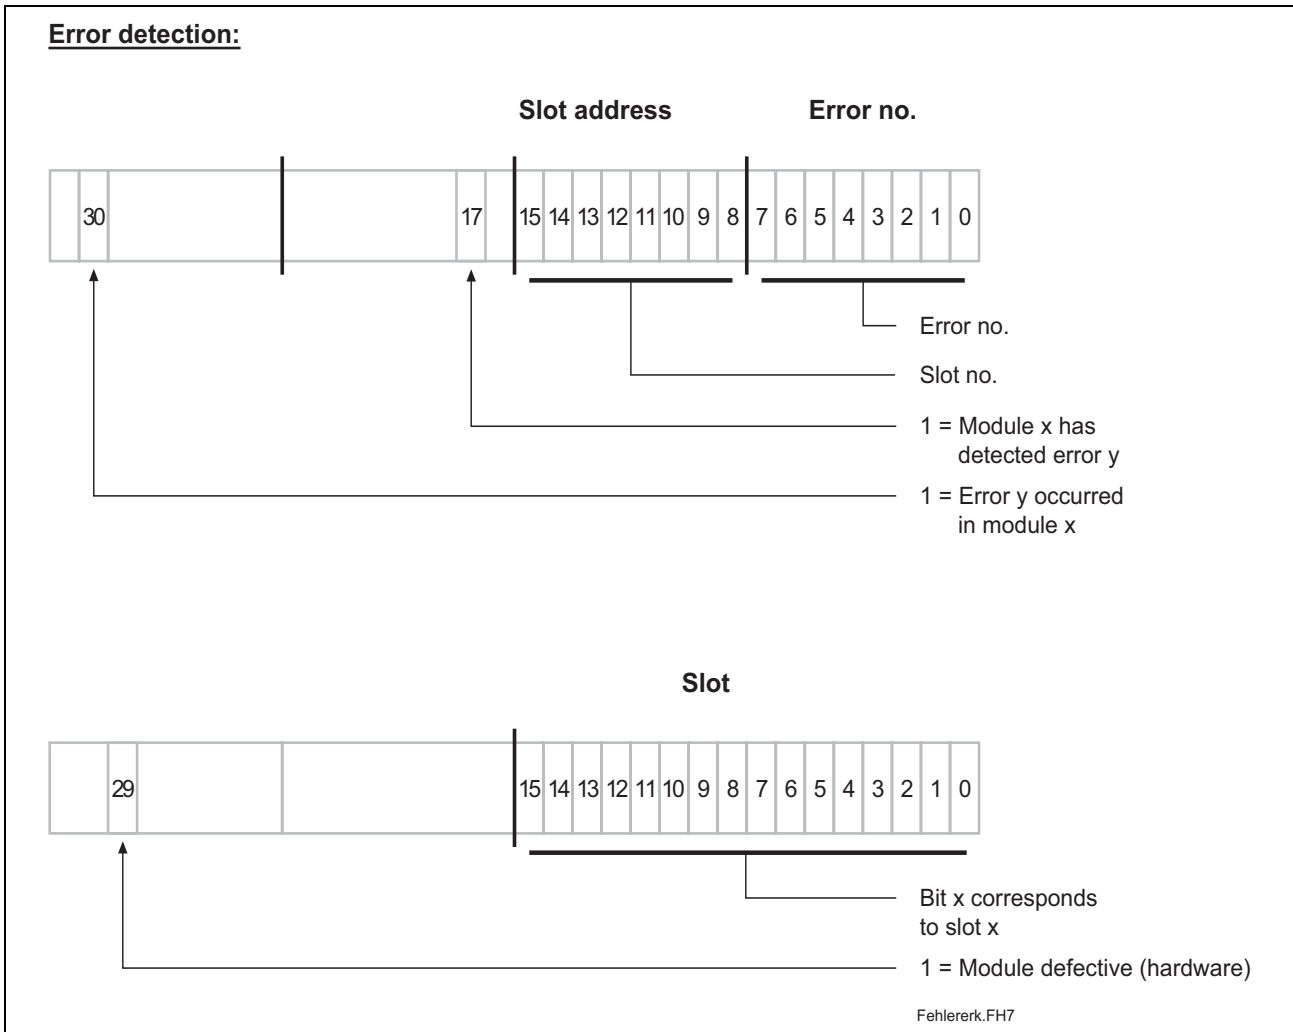 Error detection:
Slot address Error no.
30 17 15 14 13 12 11 10 9 8 7 6 5 4 3 2 1 0
Error no.
Slot no.
1 = Module x has
detected error y
1 = Error y occurred
in module x
Slot
29 15 14 13 12 11 10 9 8 7 6 5 4 3 2 1 0
Bit x corresponds
to slot x
1 = Module defective (hardware)
Fehlererk.FH7